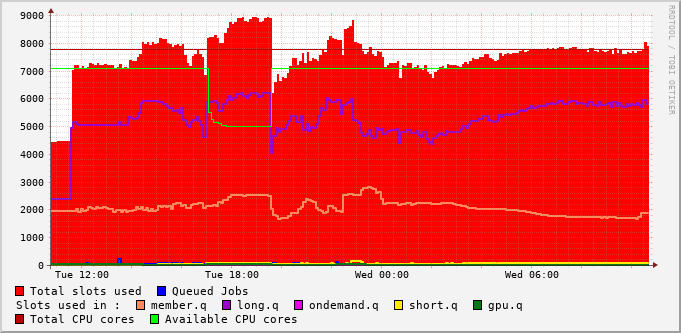 9000
8000
7000
6000
5000
4000
3000
2000
1000
0
Tue 12:00 Tue 18:00 Wed 00:00 Wed 06:00
RRDTOOL / TOBI OETIKER
Total slots used Queued Jobs
Slots used in : member.q long.q ondemand.q short.q gpu.q
Total CPU cores Available CPU cores